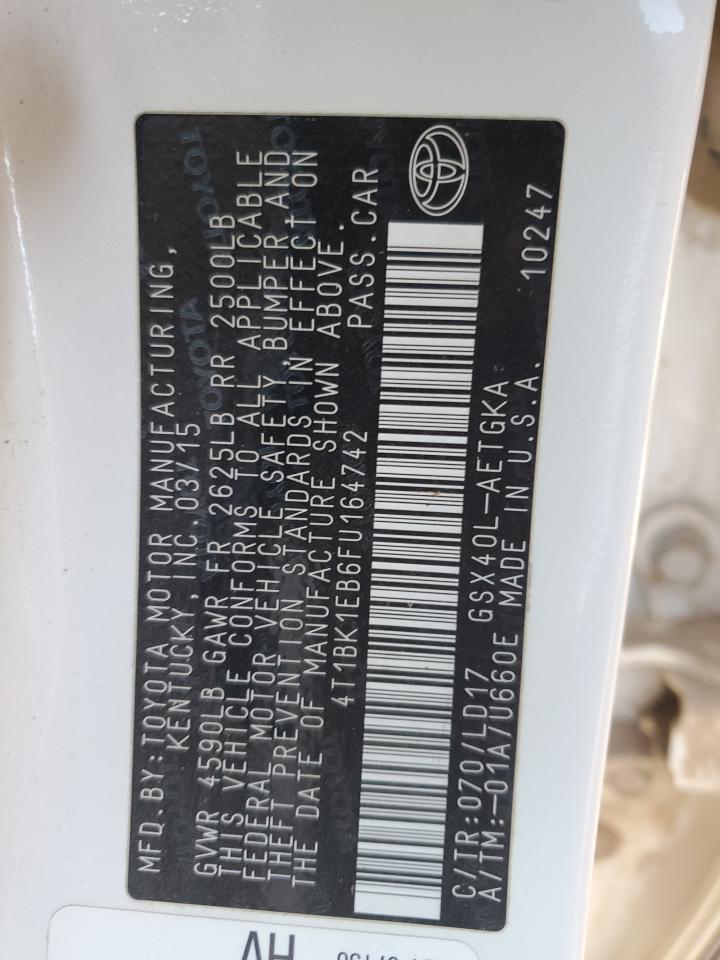 MFD.BY:TOYOTA MOTOR MANUFACTURING,
KENTUCKY,INC.03/15
GVWR 4590LB GAWR FR 2625LB RR 2500LB
THIS VEHICLE CONFORMS TO ALL APPLICABLE
FEDERAL MOTOR VEHICLE SAFETY,BUMPER,AND
THEFT PREVENTION STANDARDS IN EFFECT ON
THE DATE OF MANUFACTURE SHOWN ABOVE.
4T1BK1EB6FU164742 PASS.CAR
C/TR:070/LD17 GSX40L-AETGKA
A/TM:-01A/U660E MADE IN U.S.A. 10247
HV